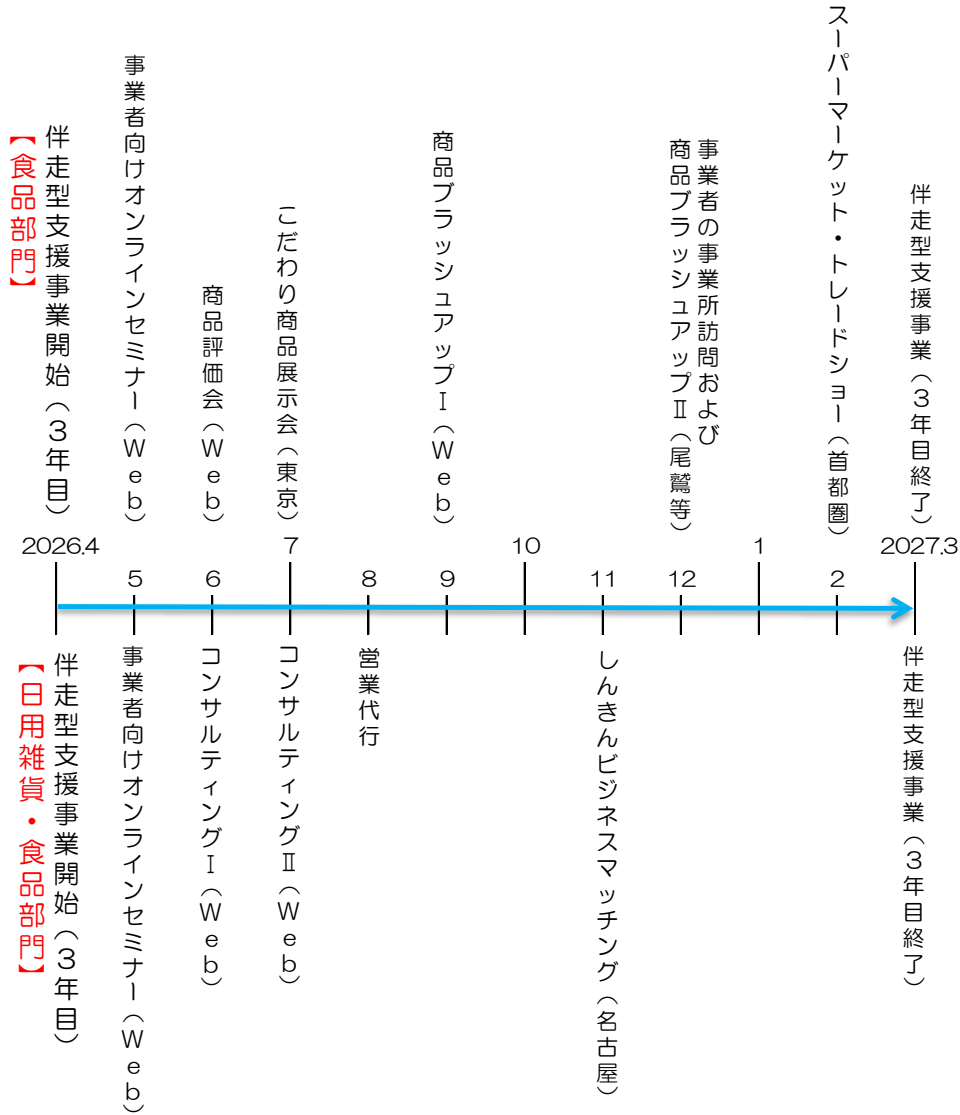 【食品部門】
伴走型支援事業開始（３年目）
事業者向けオンラインセミナー（Ｗｅｂ）
商品評価会（Ｗｅｂ）
こだわり商品展示会（東京）
商品ブラッシュアップⅠ（Ｗｅｂ）
事業者の事業所訪問および
商品ブラッシュアップⅡ（尾鷲等）
スーパーマーケット・トレードショー（首都圏）
伴走型支援事業（３年目終了）
2026.4
5
6
7
8
9
10
11
12
1
2
2027.3
【日用雑貨・食品部門】
伴走型支援事業開始（３年目）
事業者向けオンラインセミナー（Ｗｅｂ）
コンサルティングⅠ（Ｗｅｂ）
コンサルティングⅡ（Ｗｅｂ）
営業代行
しんきんビジネスマッチング（名古屋）
伴走型支援事業（３年目終了）